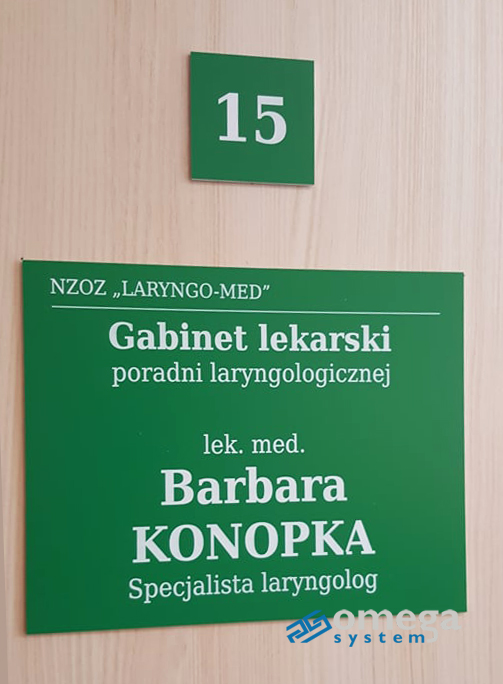 15
NZOZ „LARYNGO-MED”
Gabinet lekarski
poradni laryngologicznej
lek. med.
Barbara
KONOPKA
Specjalista laryngolog
omega
system